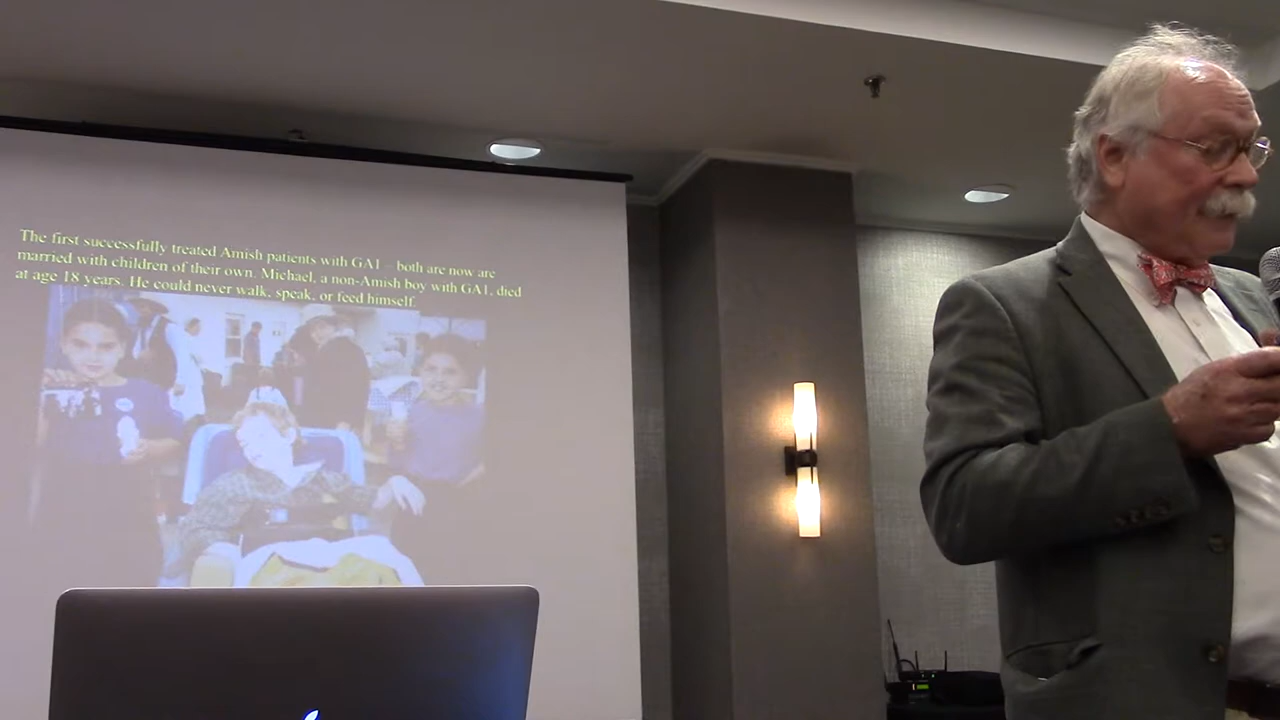 The first successfully treated Amish patients with GA1 – both are now are
married with children of their own. Michael, a non-Amish boy with GA1, died
at age 18 years. He could never walk, speak, or feed himself.